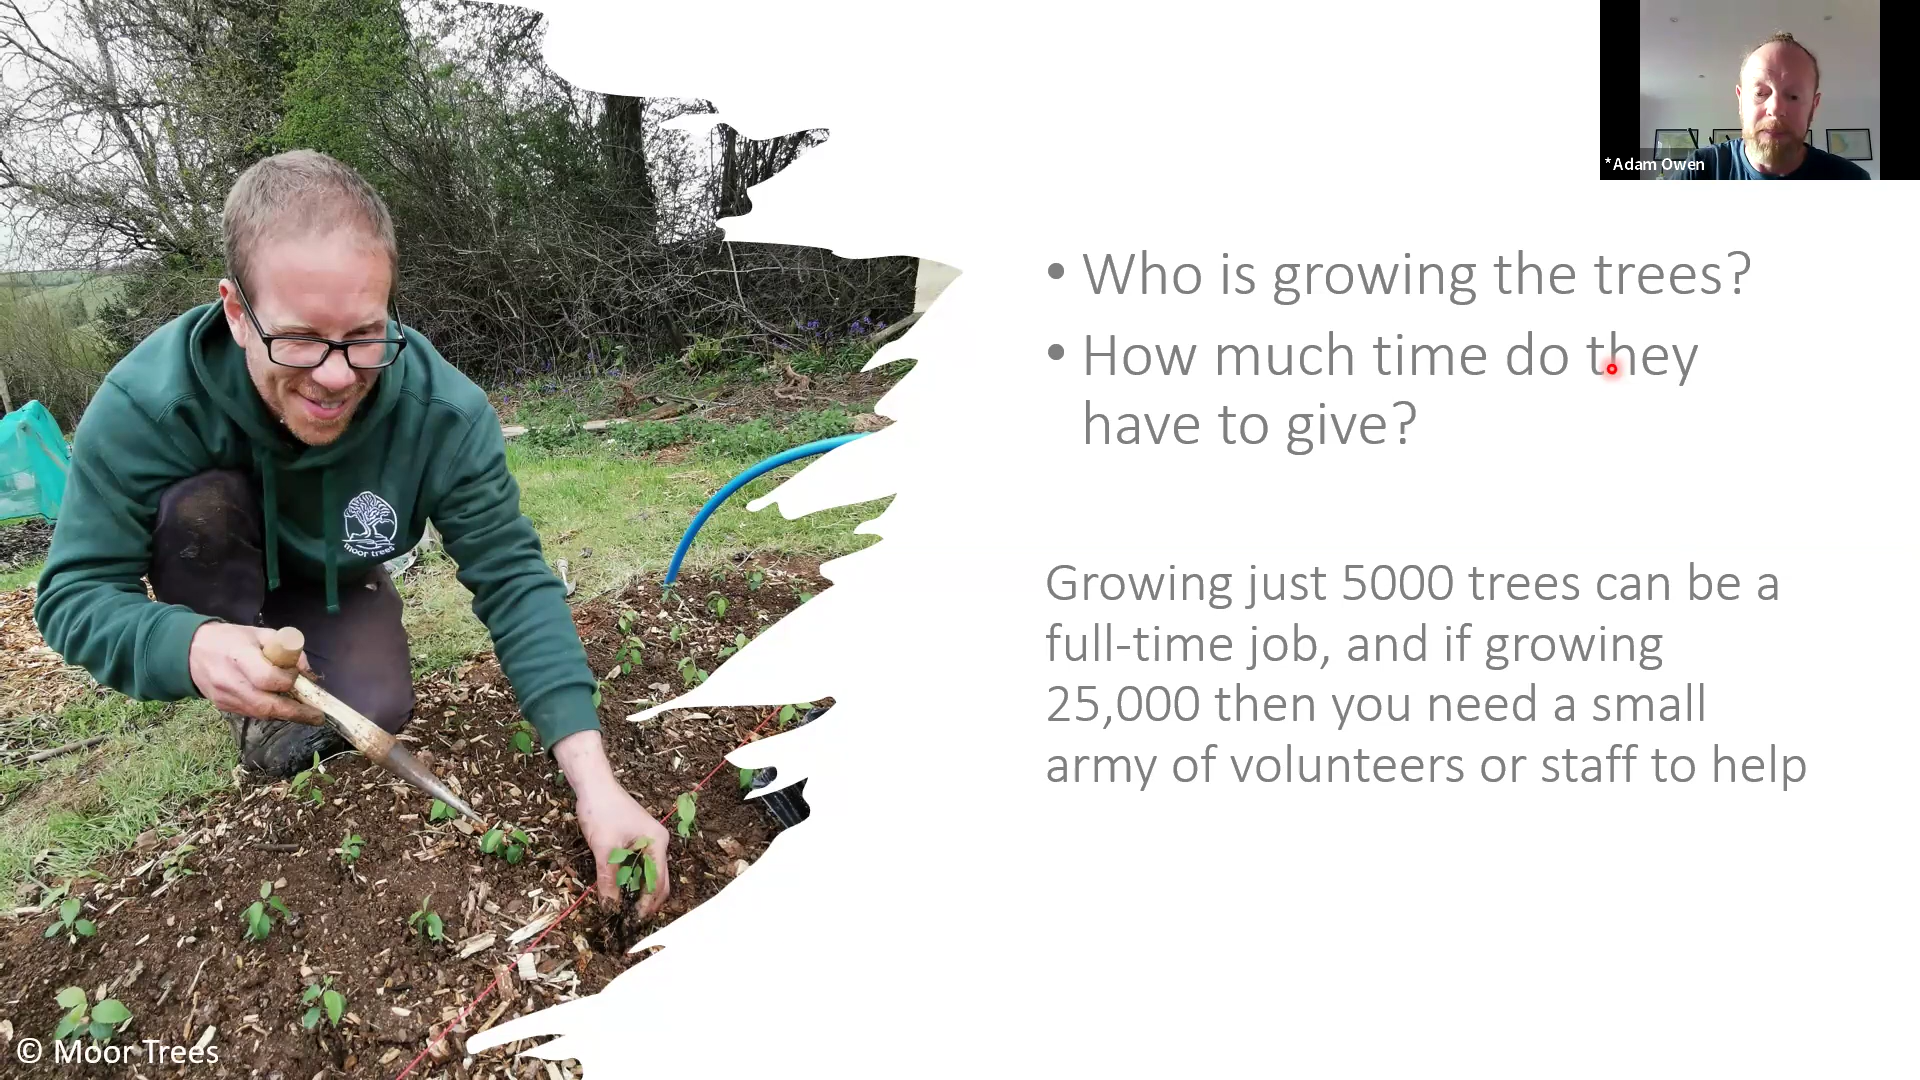 *Adam Owen
• Who is growing the trees?
• How much time do they
have to give?
Growing just 5000 trees can be a
full-time job, and if growing
25,000 then you need a small
army of volunteers or staff to help
moor trees
© Moor Trees